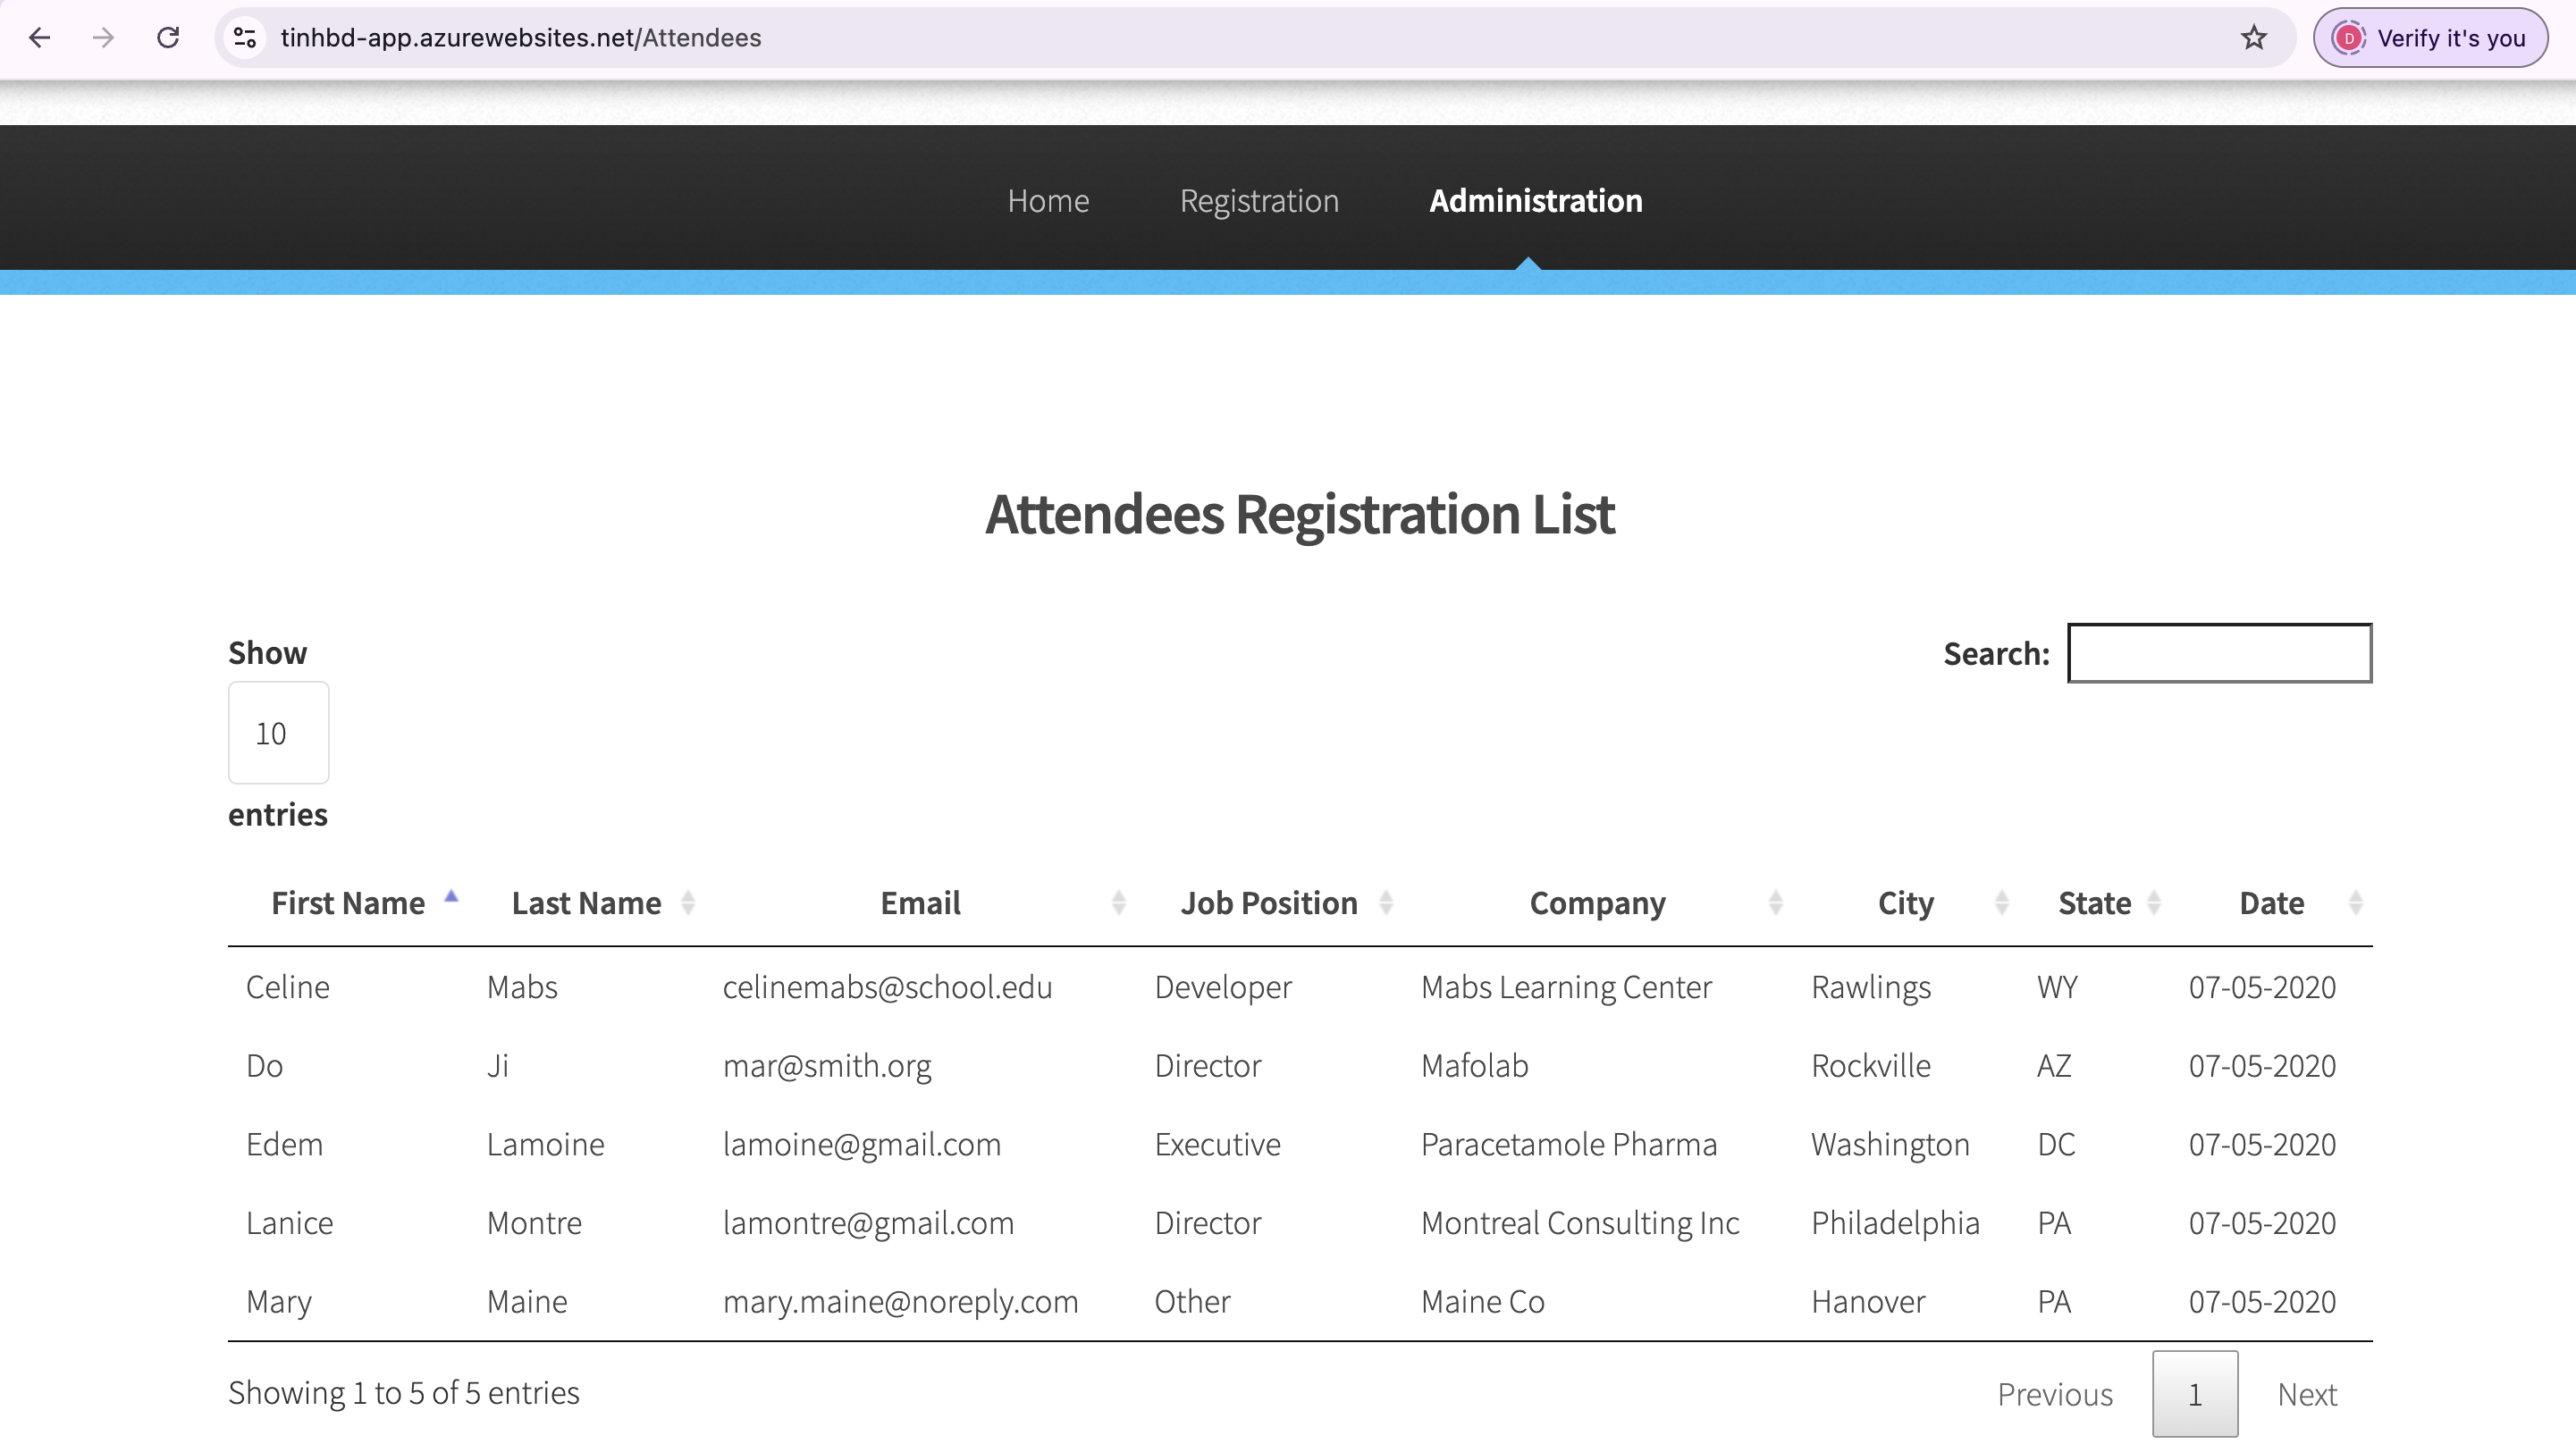 tinhbd-app.azurewebsites.net/Attendees
D Verify it's you
Home Registration Administration
Attendees Registration List
Show
Search:
10
entries
First Name Last Name Email Job Position Company City State Date
Celine Mabs celinemabs@school.edu Developer Mabs Learning Center Rawlings WY 07-05-2020
Do Ji mar@smith.org Director Mafolab Rockville AZ 07-05-2020
Edem Lamoine lamoine@gmail.com Executive Paracetamole Pharma Washington DC 07-05-2020
Lanice Montre lamontre@gmail.com Director Montreal Consulting Inc Philadelphia PA 07-05-2020
Mary Maine mary.maine@noreply.com Other Maine Co Hanover PA 07-05-2020
Showing 1 to 5 of 5 entries
Previous 1 Next